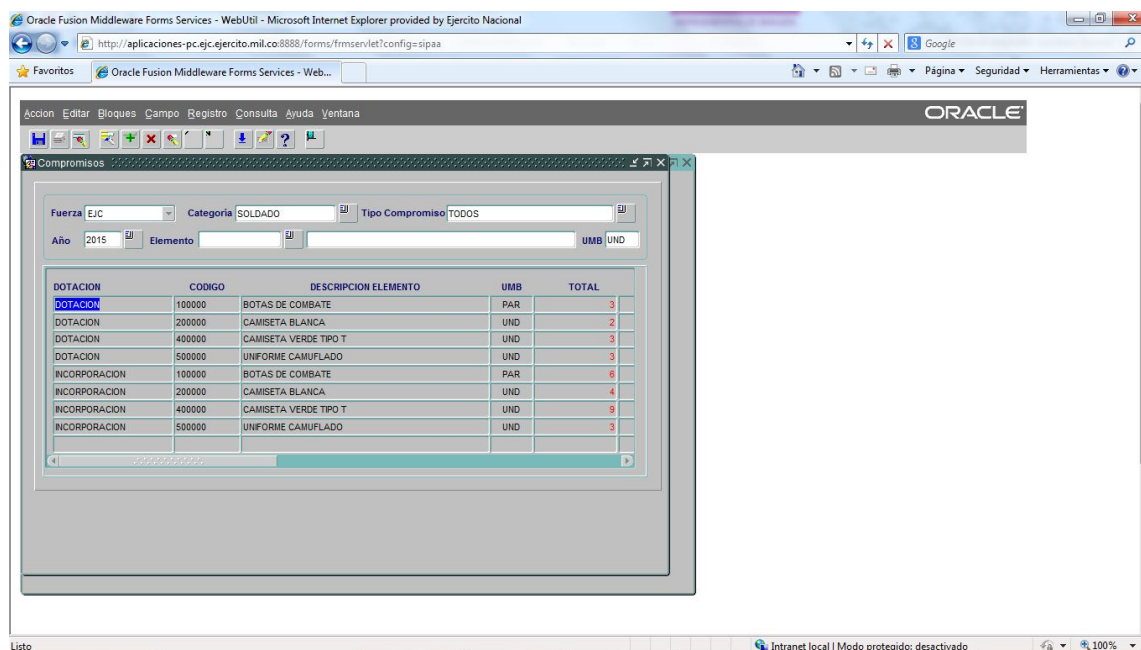 Oracle Fusion Middleware Forms Services - WebUtil - Microsoft Internet Explorer provided by Ejercito Nacional
http://aplicaciones-pc.ejc.ejercito.mil.co:8888/forms/frmservlet?config=sipaa
Google
Favoritos Oracle Fusion Middleware Forms Services - Web...
Página Seguridad Herramientas
Accion Editar Bloques Campo Registro Consulta Ayuda Ventana ORACLE
Compromisos
Fuerza EJC Categoria SOLDADO Tipo Compromiso TODOS
Año 2015 Elemento UMB UND
DOTACION CODIGO DESCRIPCION ELEMENTO UMB TOTAL
DOTACION 100000 BOTAS DE COMBATE PAR 3
DOTACION 200000 CAMISETA BLANCA UND 2
DOTACION 400000 CAMISETA VERDE TIPO T UND 3
DOTACION 500000 UNIFORME CAMUFLADO UND 3
INCORPORACION 100000 BOTAS DE COMBATE PAR 6
INCORPORACION 200000 CAMISETA BLANCA UND 4
INCORPORACION 400000 CAMISETA VERDE TIPO T UND 9
INCORPORACION 500000 UNIFORME CAMUFLADO UND 3
Listo Intranet local | Modo protegido: desactivado 100%